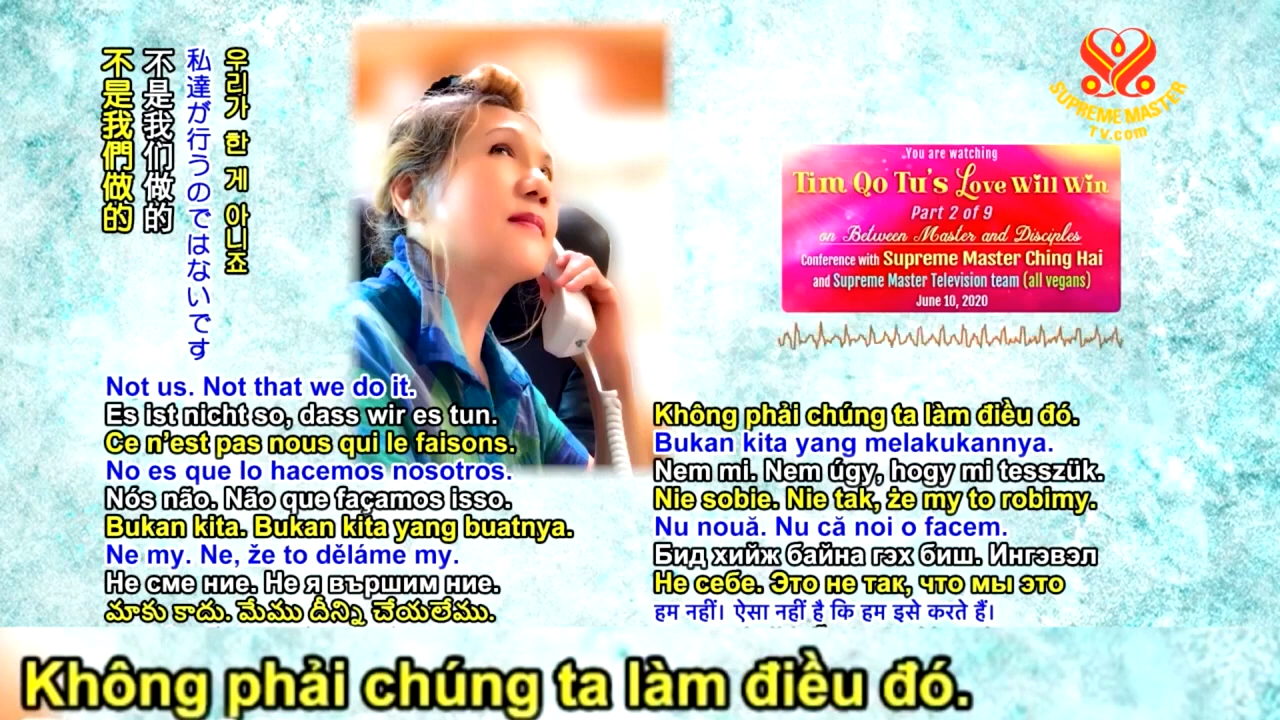 不是我們做的
不是我们做的
私達が行うのではないです
우리가 한 게 아니죠
SUPREME MASTER
TV.com
You are watching
Tim Qo Tu's Love Will Win
Part 2 of 9
on Between Master and Disciples
Conference with Supreme Master Ching Hai
and Supreme Master Television team (all vegans)
June 10, 2020
Not us. Not that we do it.
Es ist nicht so, dass wir es tun.
Ce n'est pas nous qui le faisons.
No es que lo hacemos nosotros.
Nós não. Não que façamos isso.
Bukan kita. Bukan kita yang buatnya.
Ne my. Ne, že to děláme my.
Не сме ние. Не я вършим ние.
మాకు కాదు. మేము దీన్ని చేయలేము.
Không phải chúng ta làm điều đó.
Bukan kita yang melakukannya.
Nem mi. Nem úgy, hogy mi tesszük.
Nie sobie. Nie tak, że my to robimy.
Nu nouă. Nu că noi o facem.
Бид хийж байна гэх биш. Ингэвэл
Не себе. Это не так, что мы это
हम नहीं। ऐसा नहीं है कि हम इसे करते हैं।
Không phải chúng ta làm điều đó.